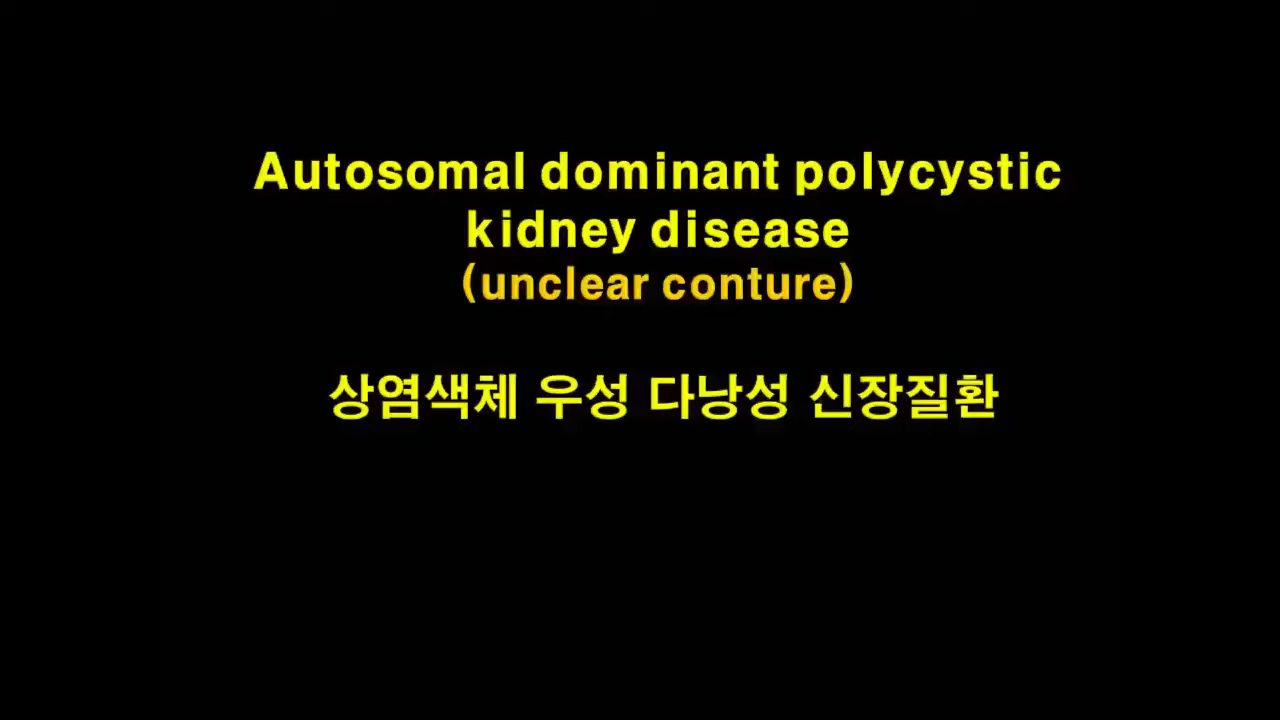 Autosomal dominant polycystic
kidney disease
(unclear conture)
상염색체 우성 다낭성 신장질환